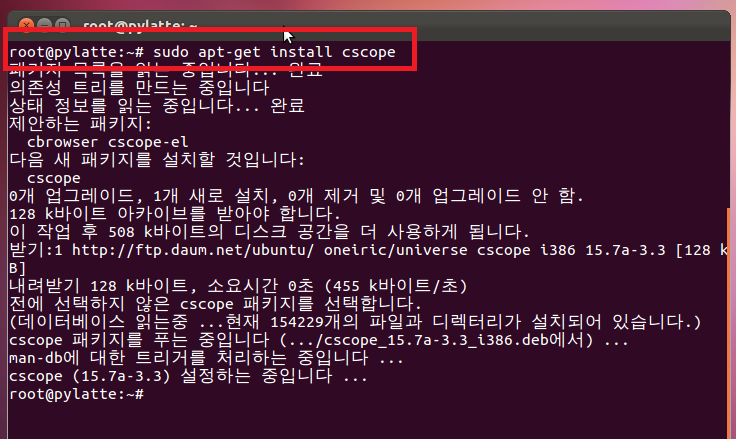 root@pylatte: ~
root@pylatte:~# sudo apt-get install cscope
패키지 목록을 읽는 중입니다... 완료
의존성 트리를 만드는 중입니다
상태 정보를 읽는 중입니다... 완료
제안하는 패키지:
  cbrowser cscope-el
다음 새 패키지를 설치할 것입니다:
  cscope
0개 업그레이드, 1개 새로 설치, 0개 제거 및 0개 업그레이드 안 함.
128 k바이트 아카이브를 받아야 합니다.
이 작업 후 508 k바이트의 디스크 공간을 더 사용하게 됩니다.
받기:1 http://ftp.daum.net/ubuntu/ oneiric/universe cscope i386 15.7a-3.3 [128 k
B]
내려받기 128 k바이트, 소요시간 0초 (455 k바이트/초)
전에 선택하지 않은 cscope 패키지를 선택합니다.
(데이터베이스 읽는중 ...현재 154229개의 파일과 디렉터리가 설치되어 있습니다.)
cscope 패키지를 푸는 중입니다 (.../cscope_15.7a-3.3_i386.deb에서) ...
man-db에 대한 트리거를 처리하는 중입니다 ...
cscope (15.7a-3.3) 설정하는 중입니다 ...
root@pylatte:~#